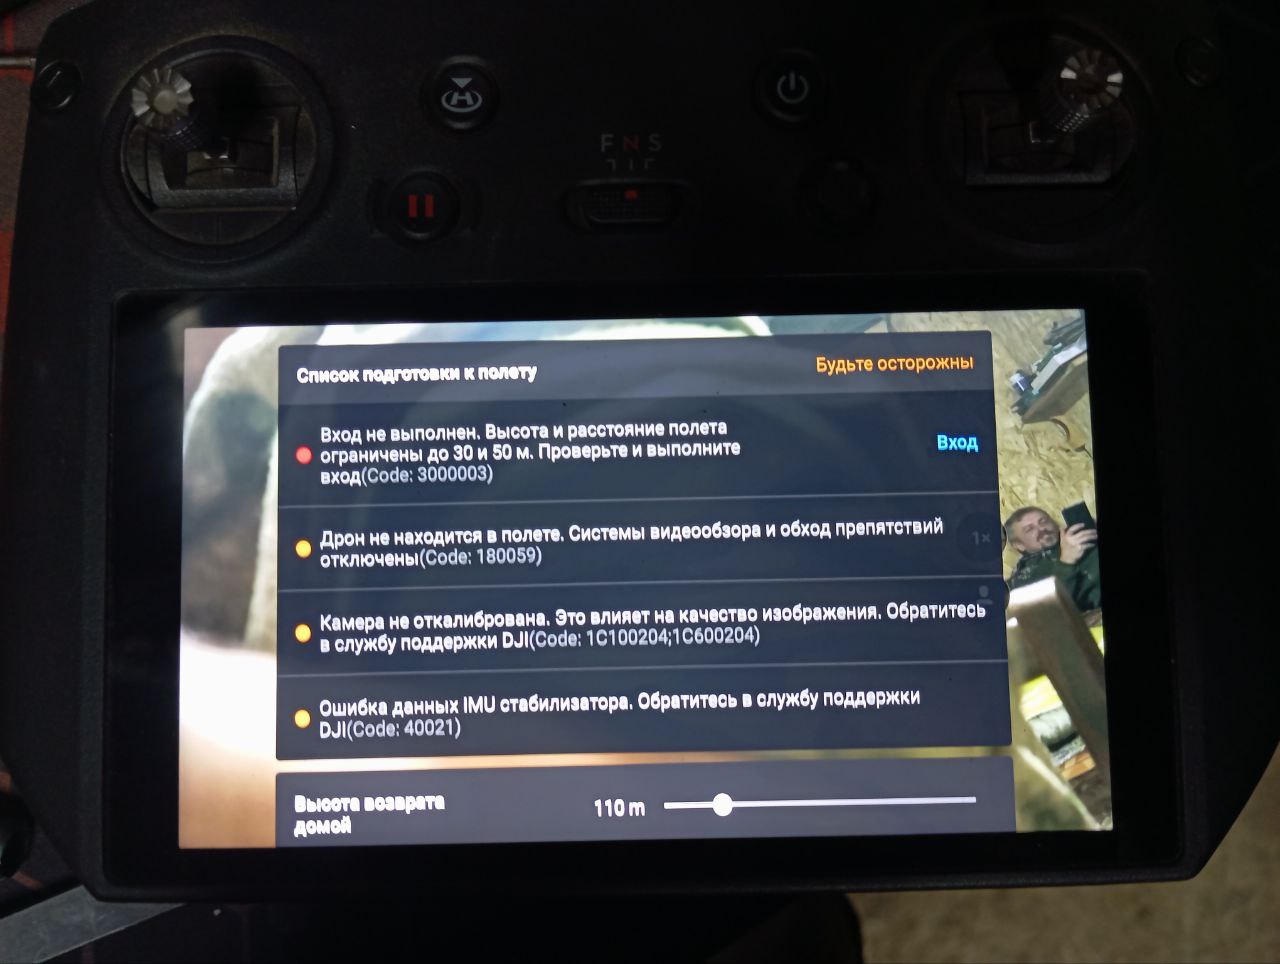 F N S
Список подготовки к полету
Будьте осторожны
Вход не выполнен. Высота и расстояние полета
ограничены до 30 и 50 м. Проверьте и выполните
вход(Code: 3000003)
Вход
Дрон не находится в полете. Системы видеообзора и обход препятствий
отключены(Code: 180059)
1×
Камера не откалибрована. Это влияет на качество изображения. Обратитесь
в службу поддержки DJI(Code: 1C100204;1C600204)
Ошибка данных IMU стабилизатора. Обратитесь в службу поддержки
DJI(Code: 40021)
Высота возврата
домой
110 m